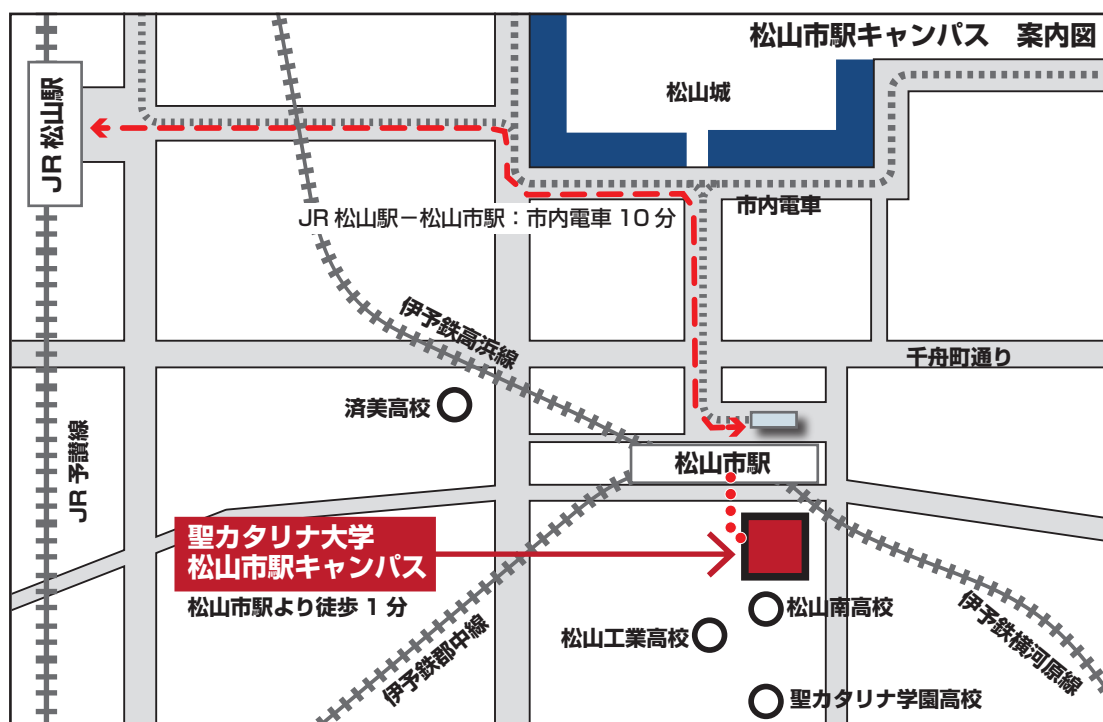 松山市駅キャンパス　案内図
JR 松山駅
松山城
市内電車
JR 松山駅－松山市駅：市内電車 10 分
伊予鉄高浜線
千舟町通り
済美高校
松山市駅
JR 予讃線
聖カタリナ大学
松山市駅キャンパス
松山市駅より徒歩 1 分
松山南高校
松山工業高校
伊予鉄郡中線
伊予鉄横河原線
聖カタリナ学園高校